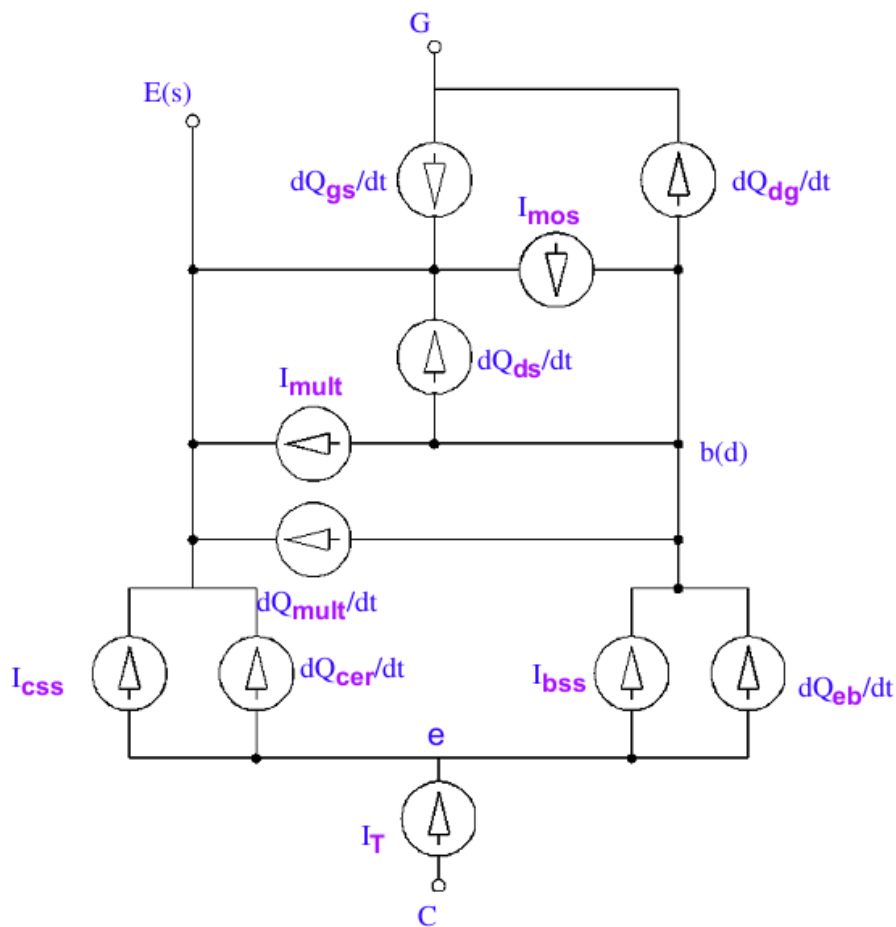 G
E(s)
dQgs/dt
dQdg/dt
Imos
dQds/dt
Imult
b(d)
dQmult/dt
Icss
dQcer/dt
Ibss
dQeb/dt
e
IT
C